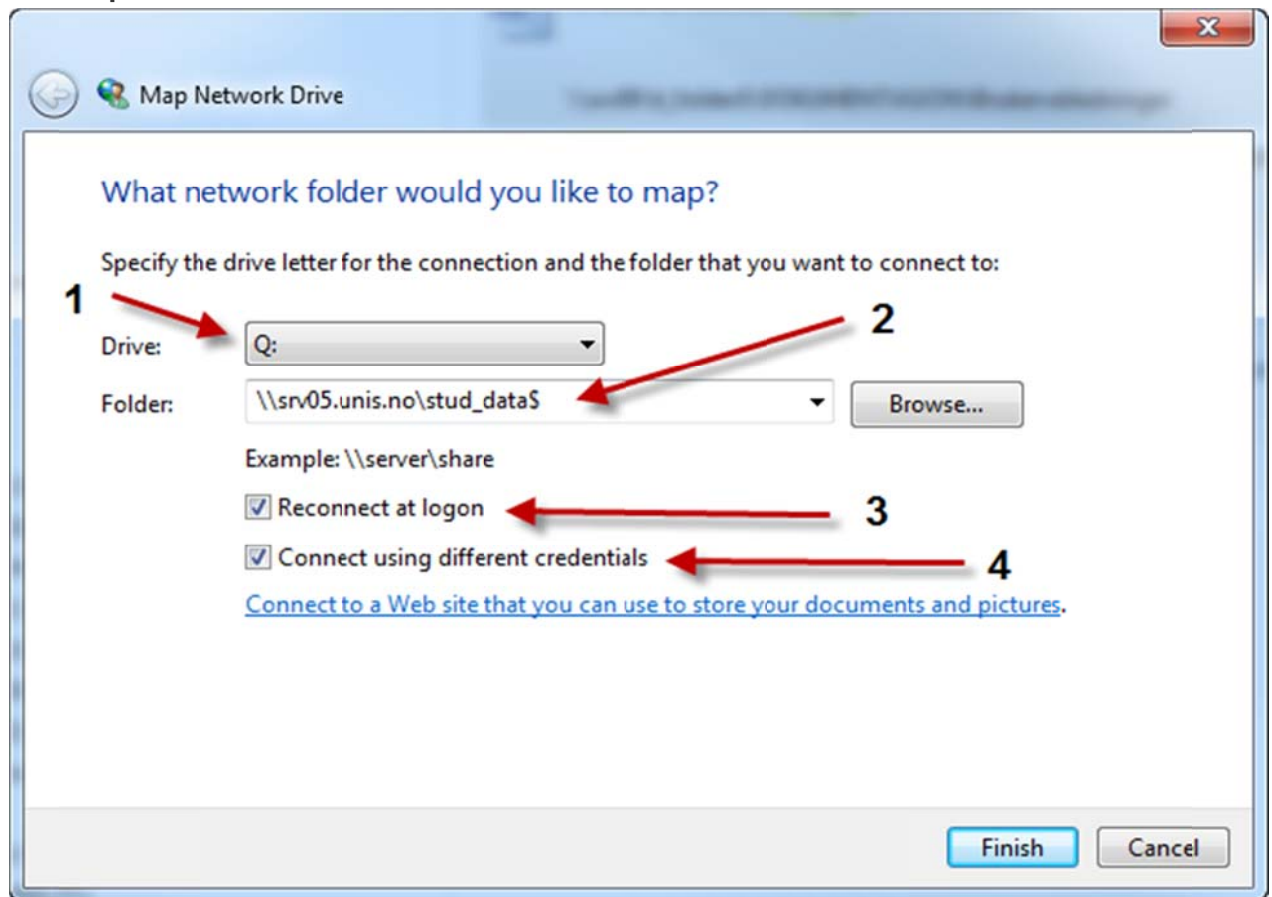 Map Network Drive
What network folder would you like to map?
Specify the drive letter for the connection and the folder that you want to connect to:
1
Drive:
Q:
2
Folder:
\\srv05.unis.no\stud_data$
Browse...
Example: \\server\share
Reconnect at logon
3
Connect using different credentials
4
Connect to a Web site that you can use to store your documents and pictures.
Finish
Cancel